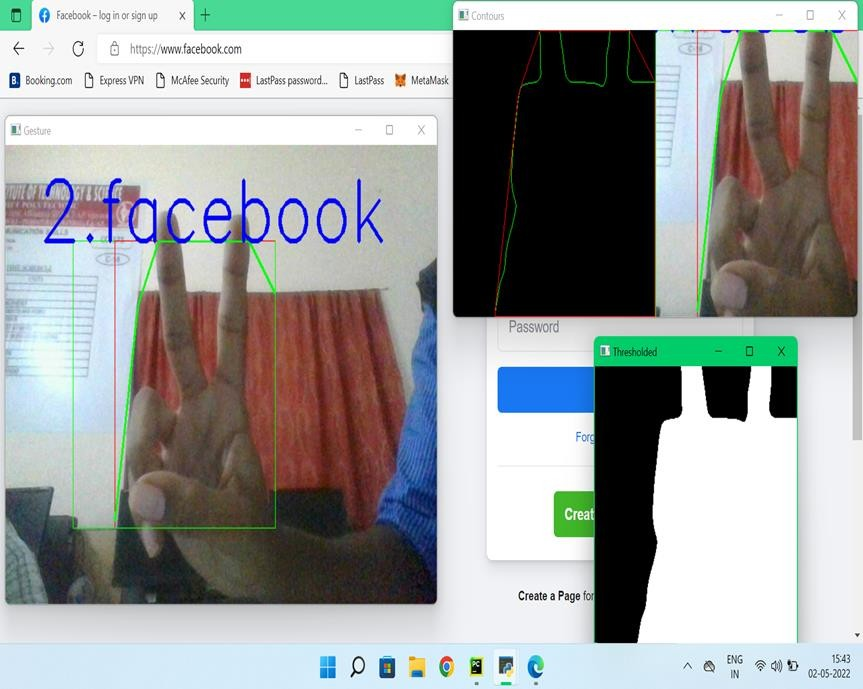 Facebook – log in or sign up
https://www.facebook.com
Booking.com
Express VPN
McAfee Security
LastPass password...
LastPass
MetaMask
Contours
Gesture
2.facebook
Password
Thresholded
Forg
Creat
Create a Page for
ENG
IN
15:43
02-05-2022